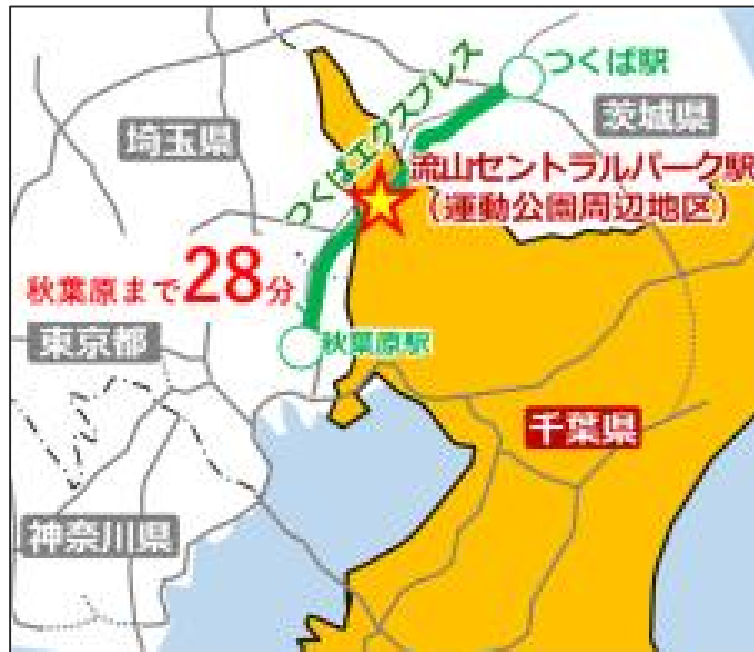 つくば駅
つくばエクスプレス
茨城県
埼玉県
流山セントラルパーク駅
（運動公園周辺地区）
秋葉原まで28分
東京都
秋葉原駅
千葉県
神奈川県